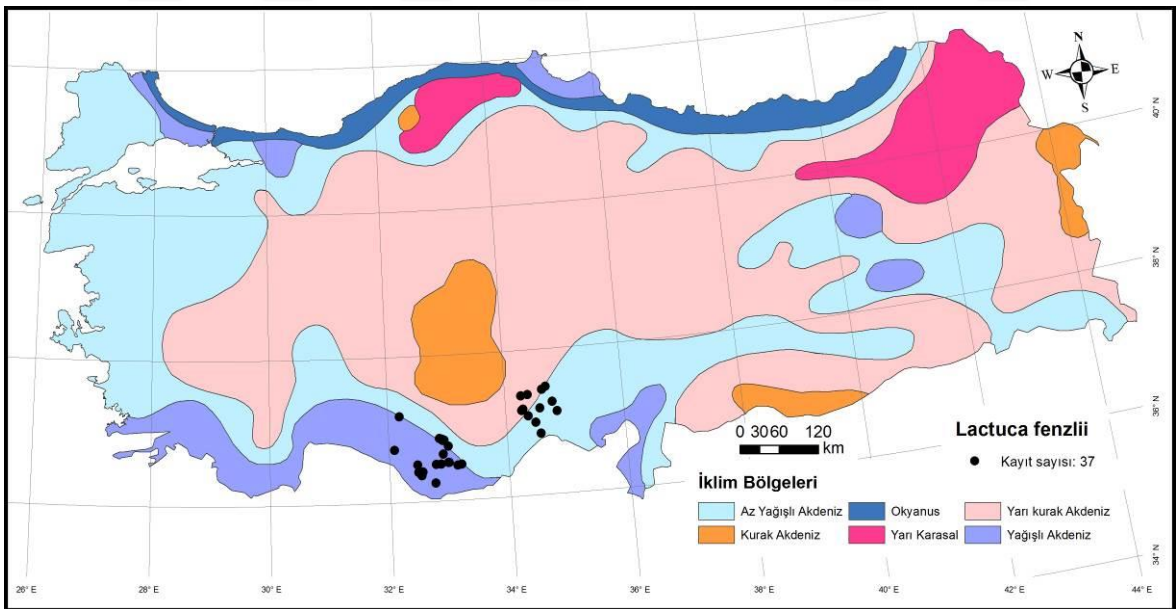 N
W E
S
40° N
38° N
36° N
34° N
0 30 60 120
km
Lactuca fenzlii
Kayıt sayısı: 37
İklim Bölgeleri
Az Yağışlı Akdeniz
Okyanus
Yarı kurak Akdeniz
Kurak Akdeniz
Yarı Karasal
Yağışlı Akdeniz
26° E 28° E 30° E 32° E 34° E 36° E 38° E 40° E 42° E 44° E